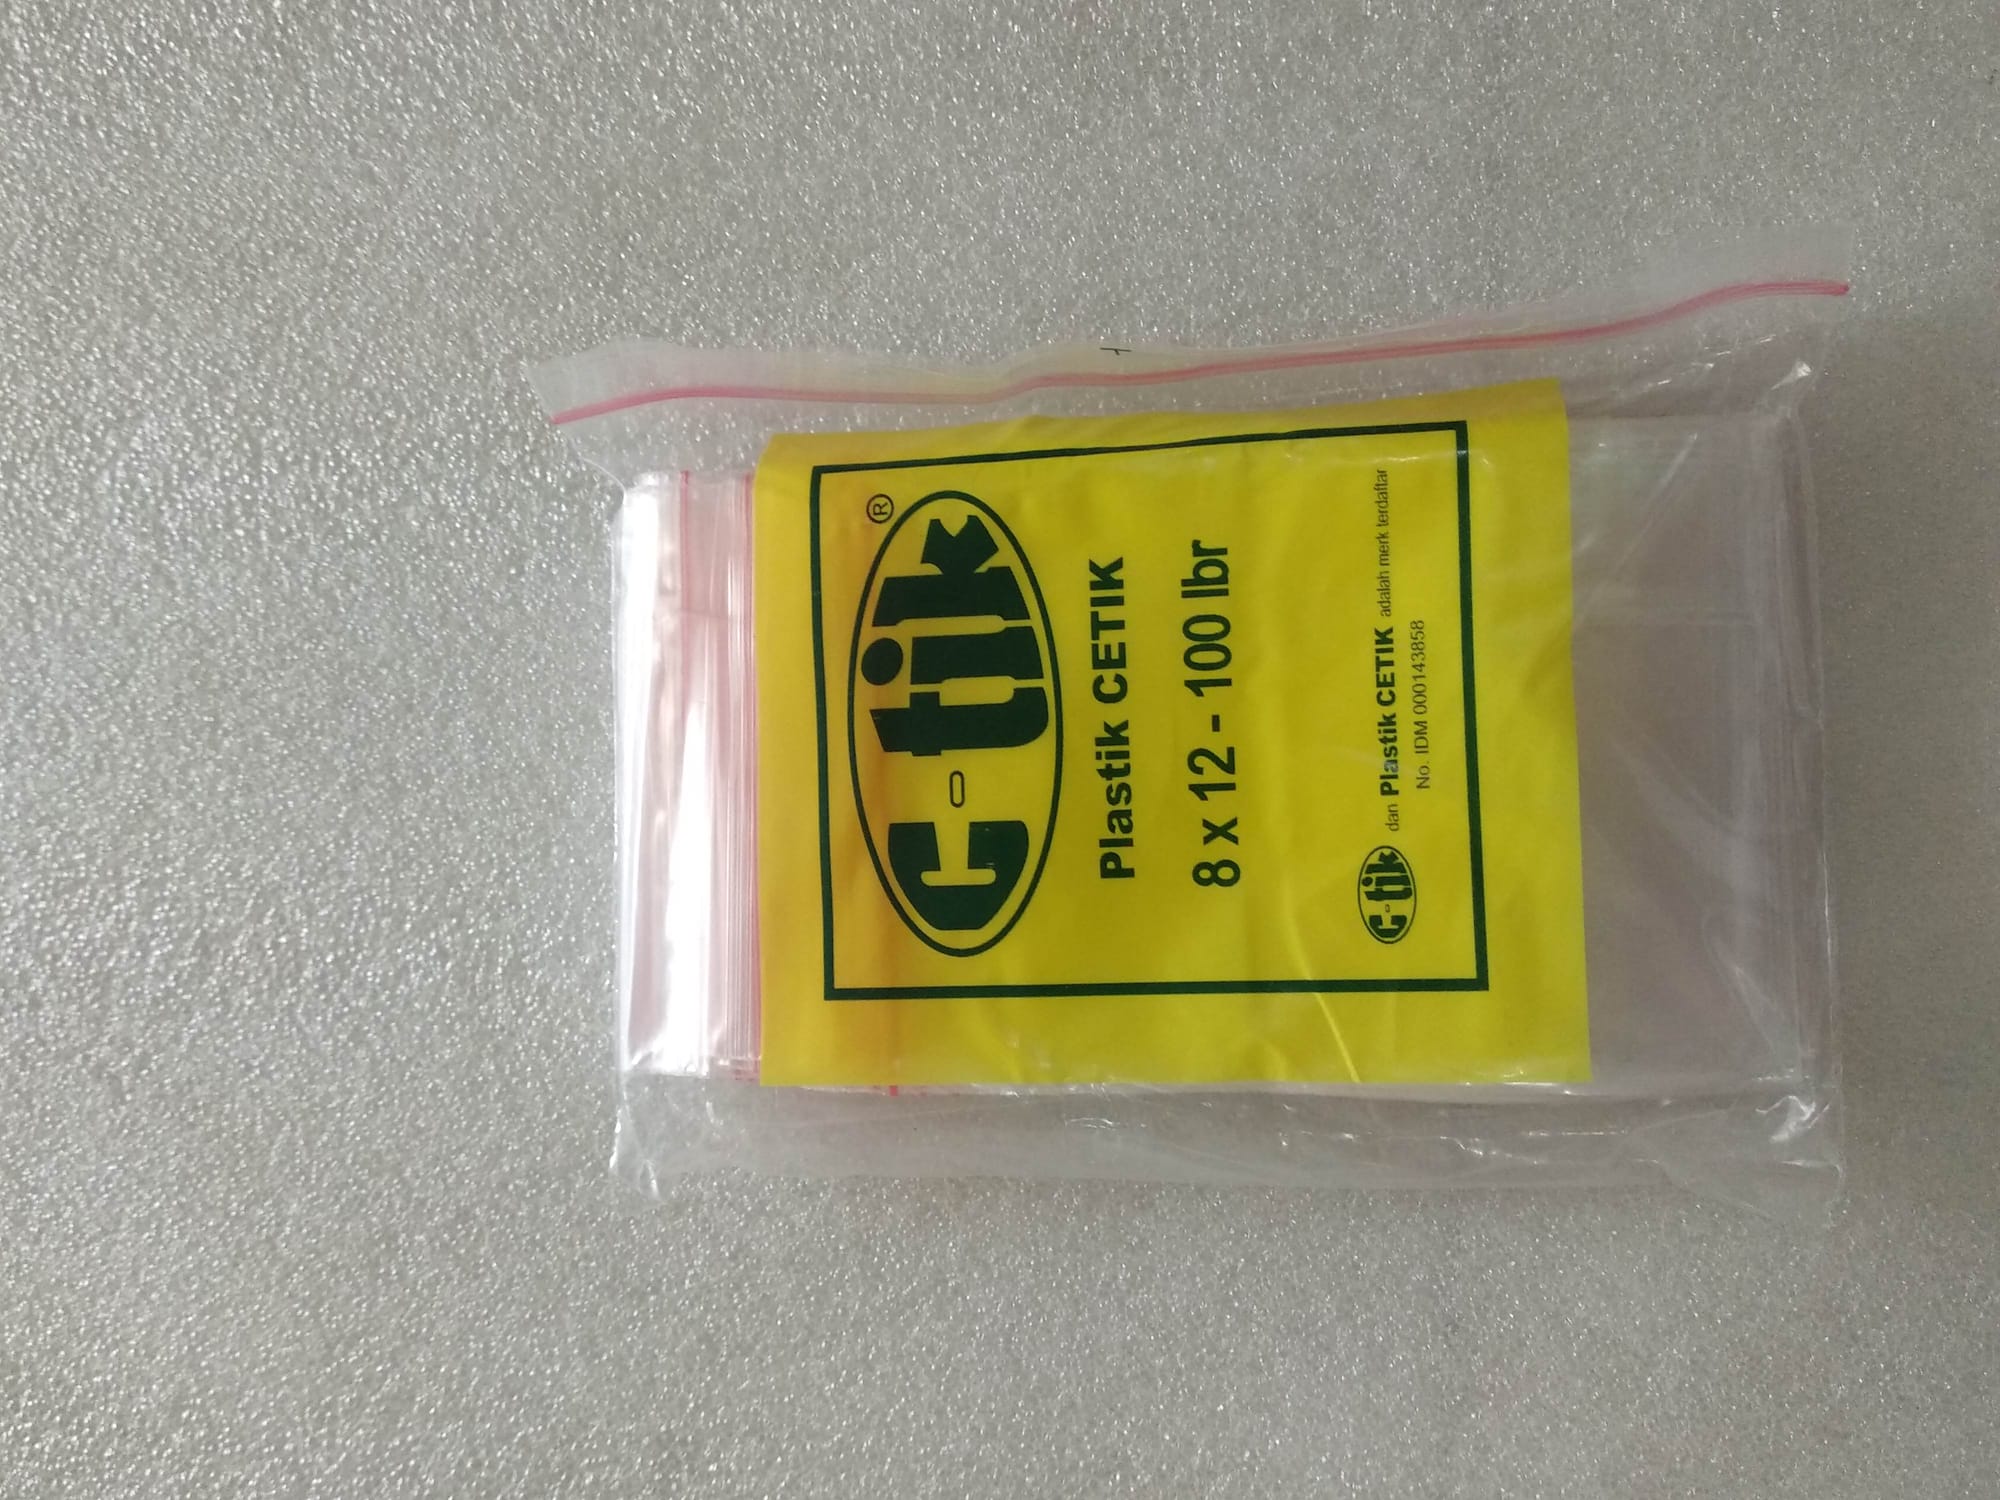 c-tik ®
Plastik CETIK
8 x 12 - 100 lbr
c-tik dan Plastik CETIK adalah merk terdaftar
No. IDM 000143858